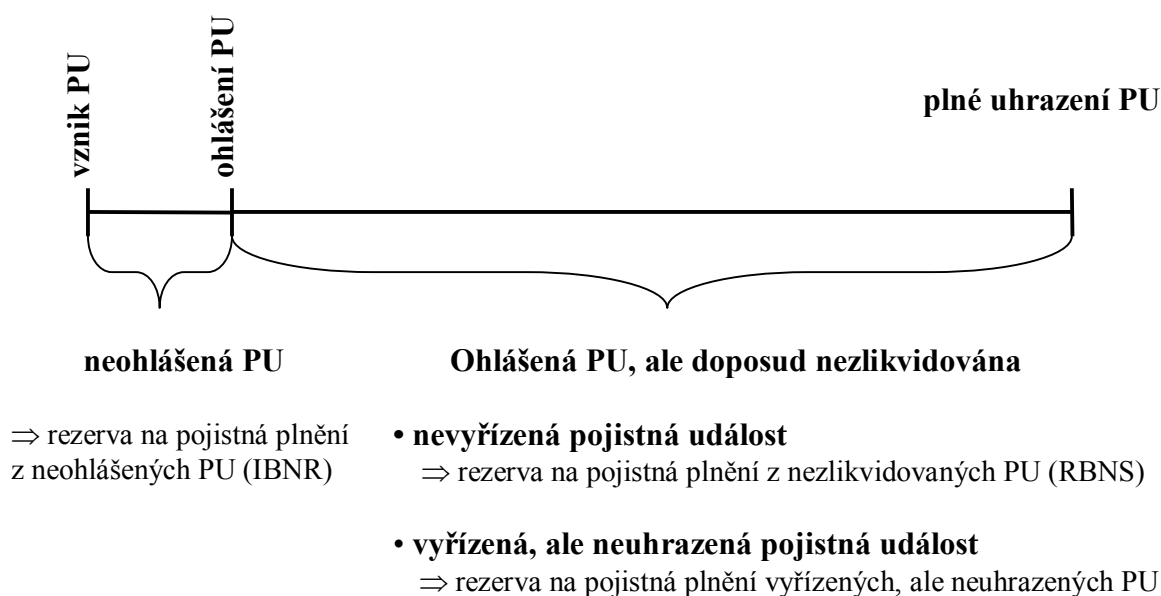 vznik PU
ohlášení PU
plné uhrazení PU
neohlášená PU
Ohlášená PU, ale doposud nezlikvidována
⇒ rezerva na pojistná plnění
z neohlášených PU (IBNR)
• nevyřízená pojistná událost
⇒ rezerva na pojistná plnění z nezlikvidovaných PU (RBNS)
• vyřízená, ale neuhrazená pojistná událost
⇒ rezerva na pojistná plnění vyřízených, ale neuhrazených PU